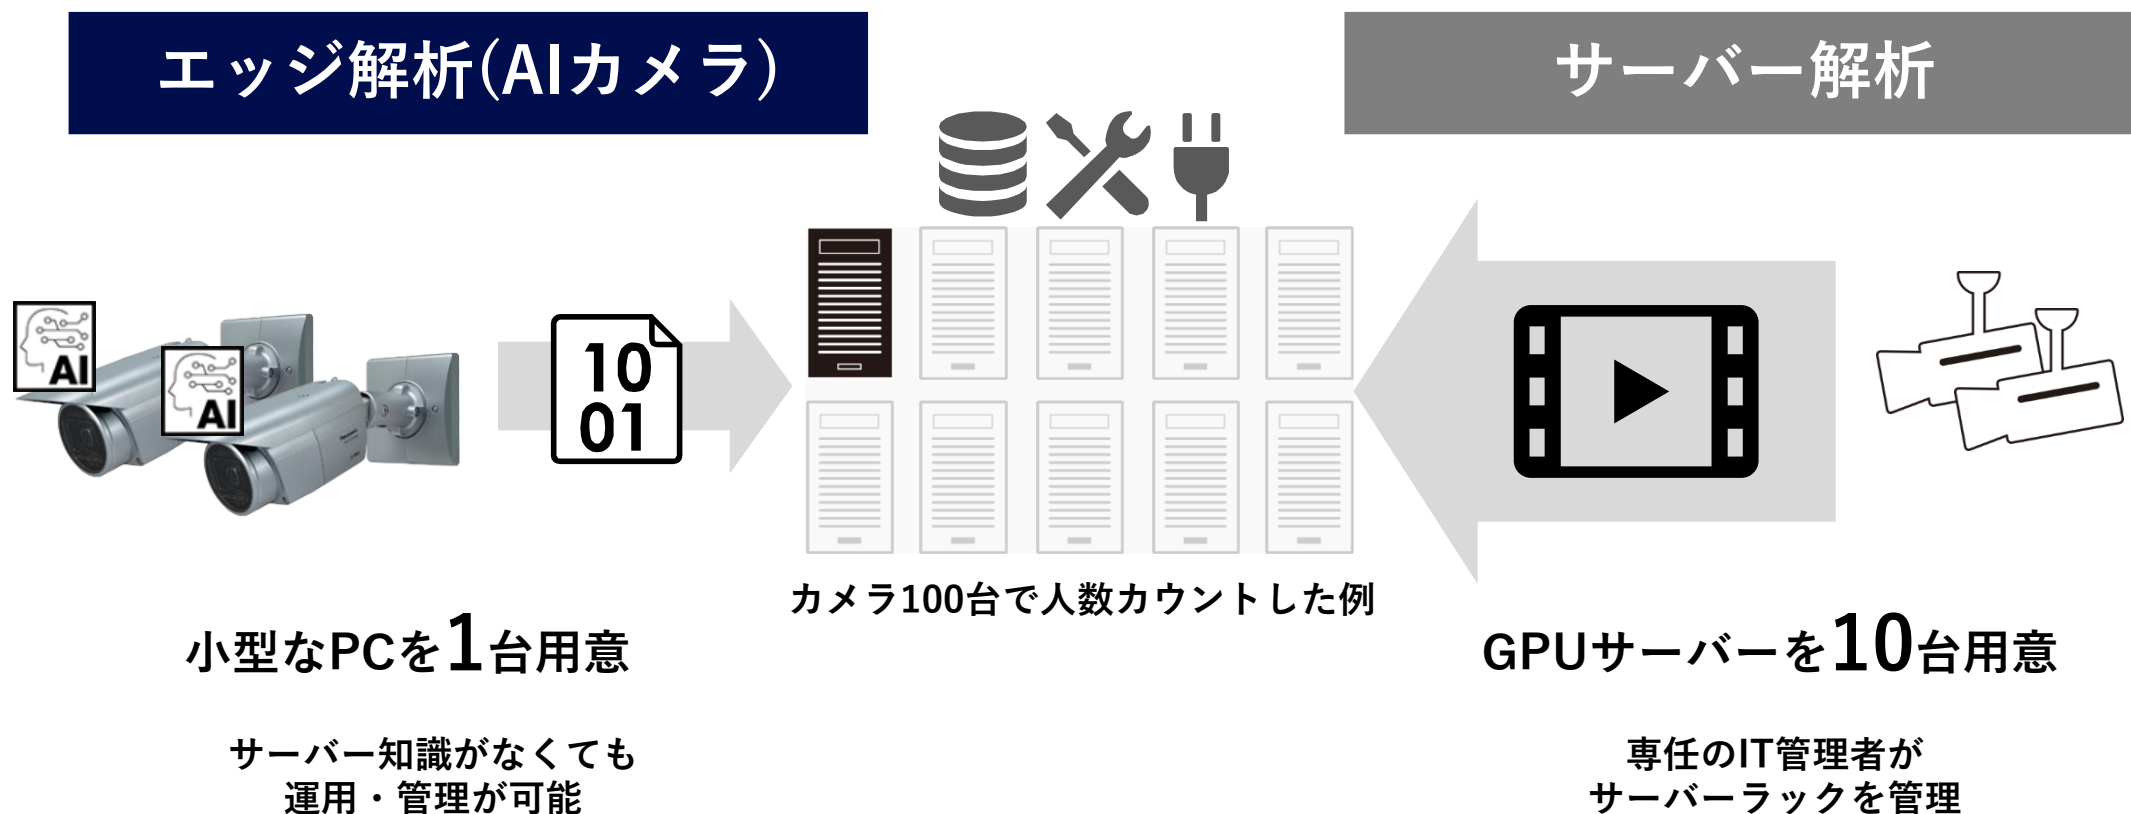 エッジ解析(AIカメラ)
サーバー解析
AI
AI
10
01
カメラ100台で人数カウントした例
小型なPCを1台用意
GPUサーバーを10台用意
サーバー知識がなくても
運用・管理が可能
専任のIT管理者が
サーバーラックを管理